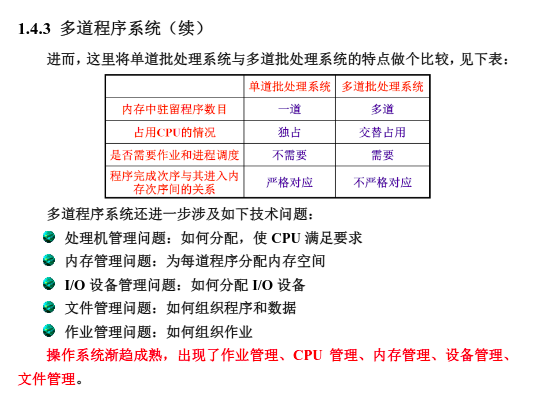 1.4.3 多道程序系统（续）
进而，这里将单道批处理系统与多道批处理系统的特点做个比较，见下表：
单道批处理系统 多道批处理系统
内存中驻留程序数目 一道 多道
占用CPU的情况 独占 交替占用
是否需要作业和进程调度 不需要 需要
程序完成次序与其进入内
存次序间的关系 严格对应 不严格对应
多道程序系统还进一步涉及如下技术问题：
处理机管理问题：如何分配，使 CPU 满足要求
内存管理问题：为每道程序分配内存空间
I/O 设备管理问题：如何分配 I/O 设备
文件管理问题：如何组织程序和数据
作业管理问题：如何组织作业
操作系统渐趋成熟，出现了作业管理、CPU 管理、内存管理、设备管理、
文件管理。